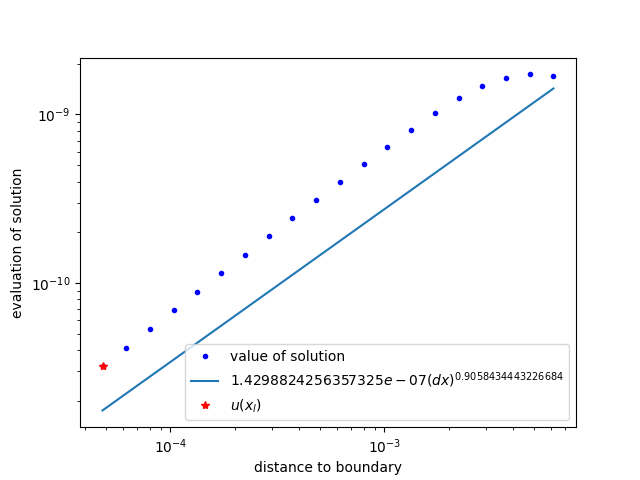 10⁻⁹
10⁻¹⁰
evaluation of solution
value of solution
1.4298824256357325e − 07(dx)^0.9058434443226684
u(x_l)
10⁻⁴
10⁻³
distance to boundary